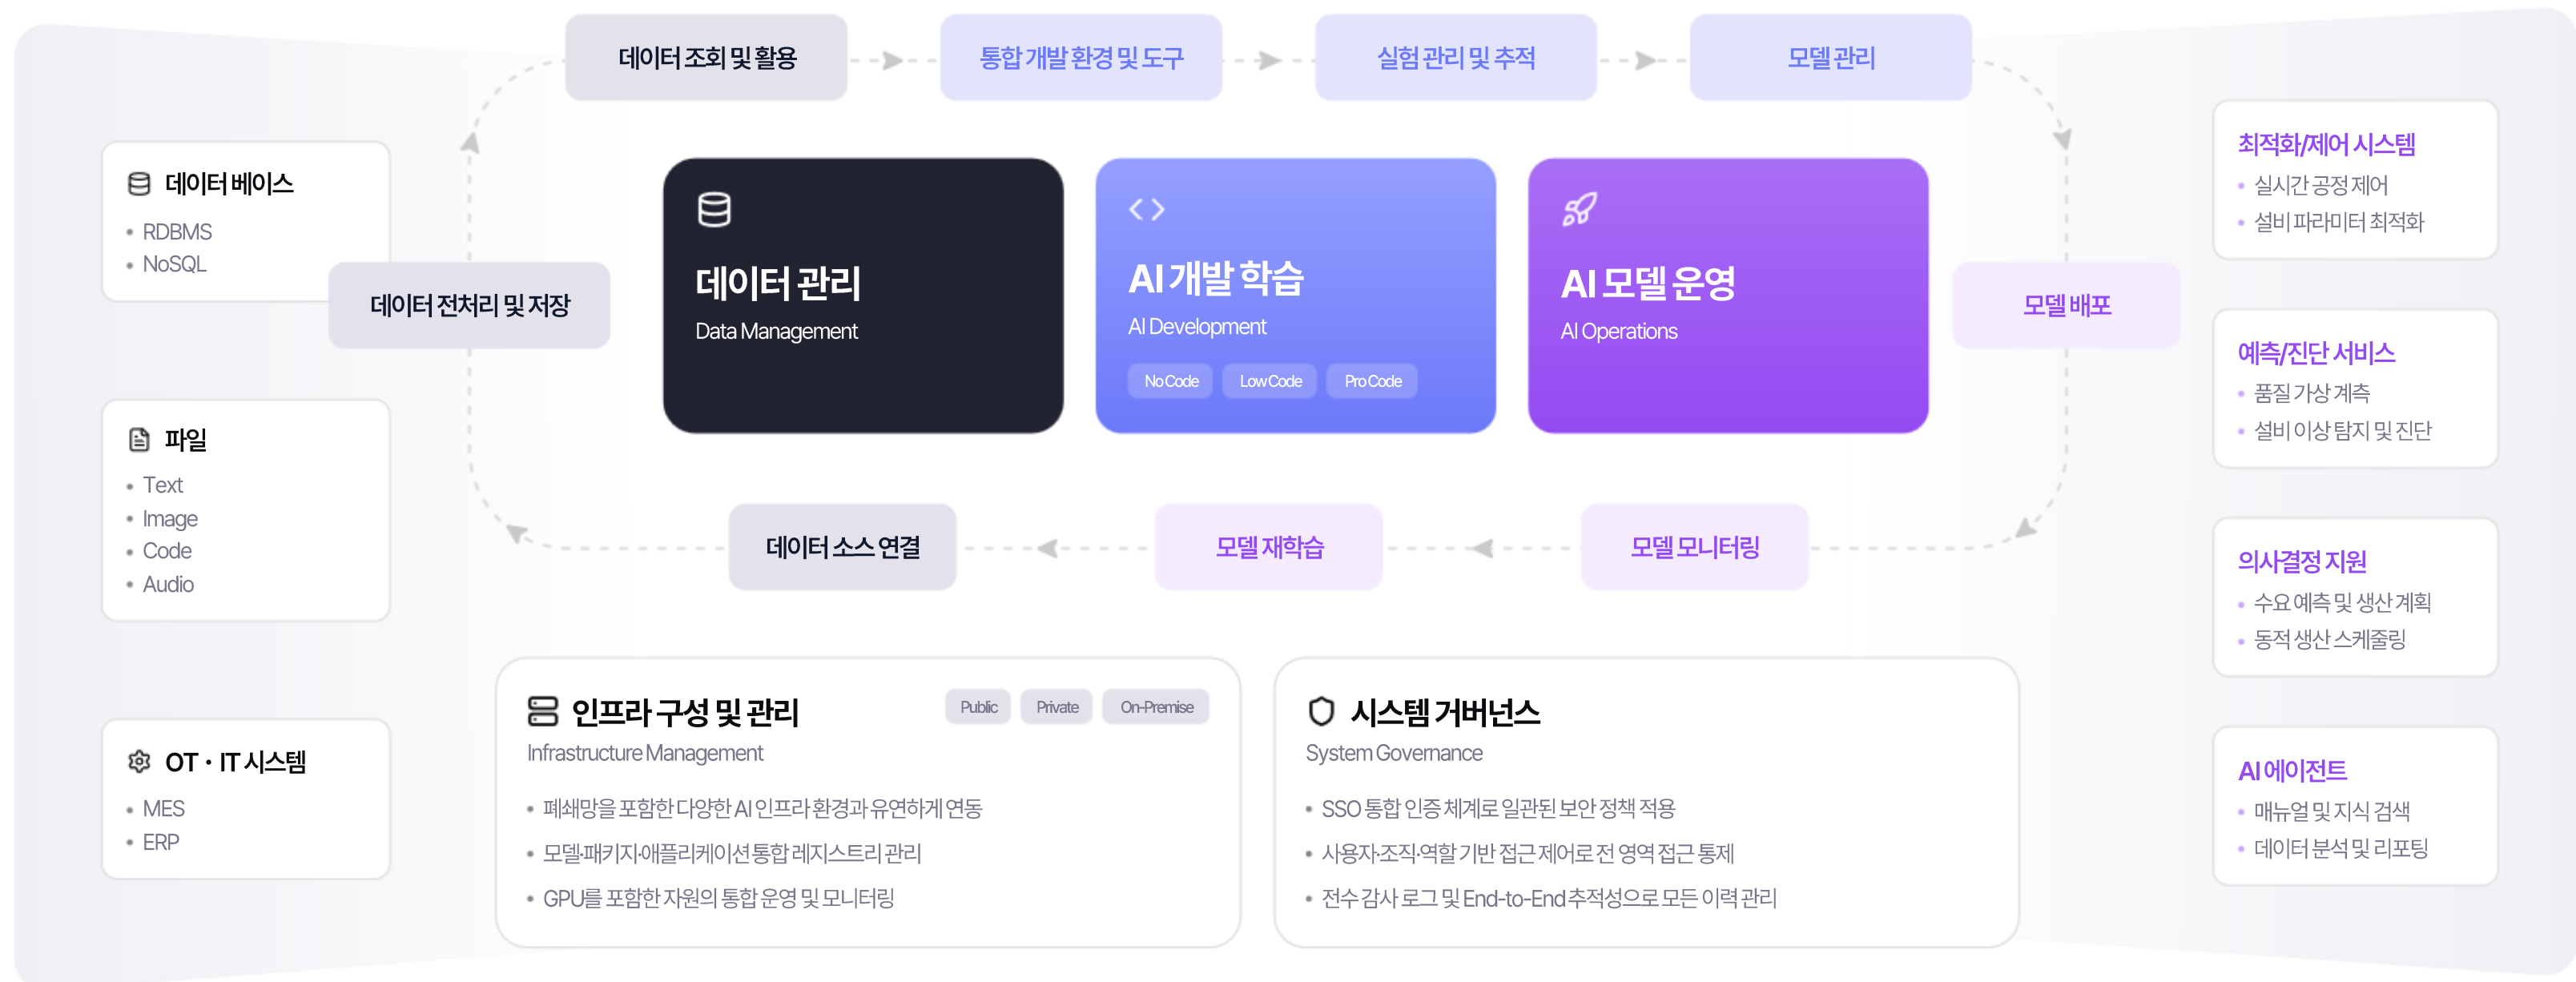 데이터 조회 및 활용
통합 개발 환경 및 도구
실험 관리 및 추적
모델 관리
데이터 베이스
RDBMS
NoSQL
데이터 전처리 및 저장
파일
Text
Image
Code
Audio
OT · IT 시스템
MES
ERP
데이터 관리
Data Management
AI 개발 학습
AI Development
No Code
Low Code
Pro Code
AI 모델 운영
AI Operations
모델 배포
데이터 소스 연결
모델 재학습
모델 모니터링
인프라 구성 및 관리
Public
Private
On-Premise
Infrastructure Management
폐쇄망을 포함한 다양한 AI 인프라 환경과 유연하게 연동
모델·패키지·애플리케이션 통합 레지스트리 관리
GPU를 포함한 자원의 통합 운영 및 모니터링
시스템 거버넌스
System Governance
SSO 통합 인증 체계로 일관된 보안 정책 적용
사용자·조직·역할 기반 접근 제어로 전 영역 접근 통제
전수 감사 로그 및 End-to-End 추적성으로 모든 이력 관리
최적화/제어 시스템
실시간 공정 제어
설비 파라미터 최적화
예측/진단 서비스
품질 가상 계측
설비 이상 탐지 및 진단
의사결정 지원
수요 예측 및 생산 계획
동적 생산 스케줄링
AI 에이전트
매뉴얼 및 지식 검색
데이터 분석 및 리포팅